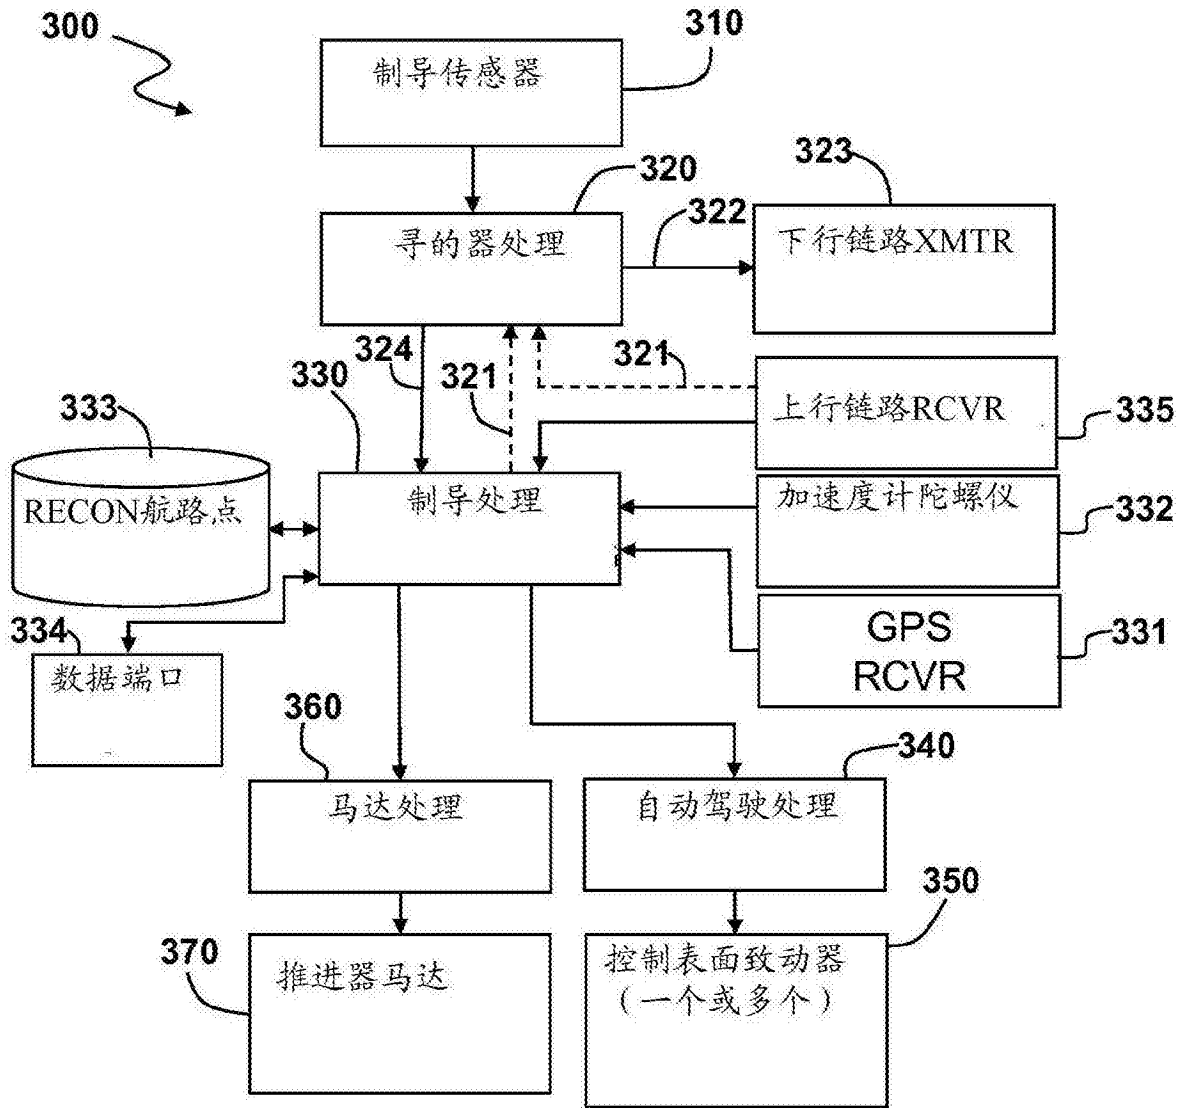 300
310
制导传感器
320
323
322
寻的器处理
下行链路XMTR
324
321
321
330
333
上行链路RCVR
335
RECON航路点
制导处理
加速度计陀螺仪
332
334
数据端口
GPS
RCVR
331
360
340
马达处理
自动驾驶处理
350
370
推进器马达
控制表面致动器
（一个或多个）